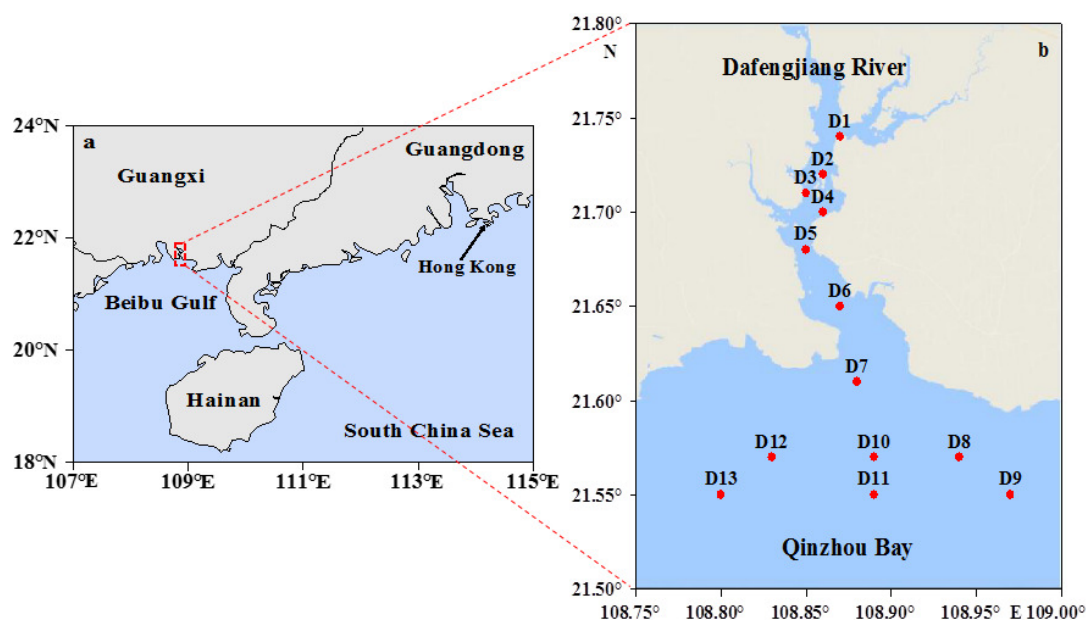 24°N
22°N
20°N
18°N
107°E
109°E
111°E
113°E
115°E
a
Guangxi
Guangdong
Hong Kong
Beibu Gulf
Hainan
South China Sea
21.80°
N
21.75°
21.70°
21.65°
21.60°
21.55°
21.50°
108.75°
108.80°
108.85°
108.90°
108.95°
E 109.00°
b
Dafengjiang River
D1
D2
D3
D4
D5
D6
D7
D12
D10
D8
D13
D11
D9
Qinzhou Bay